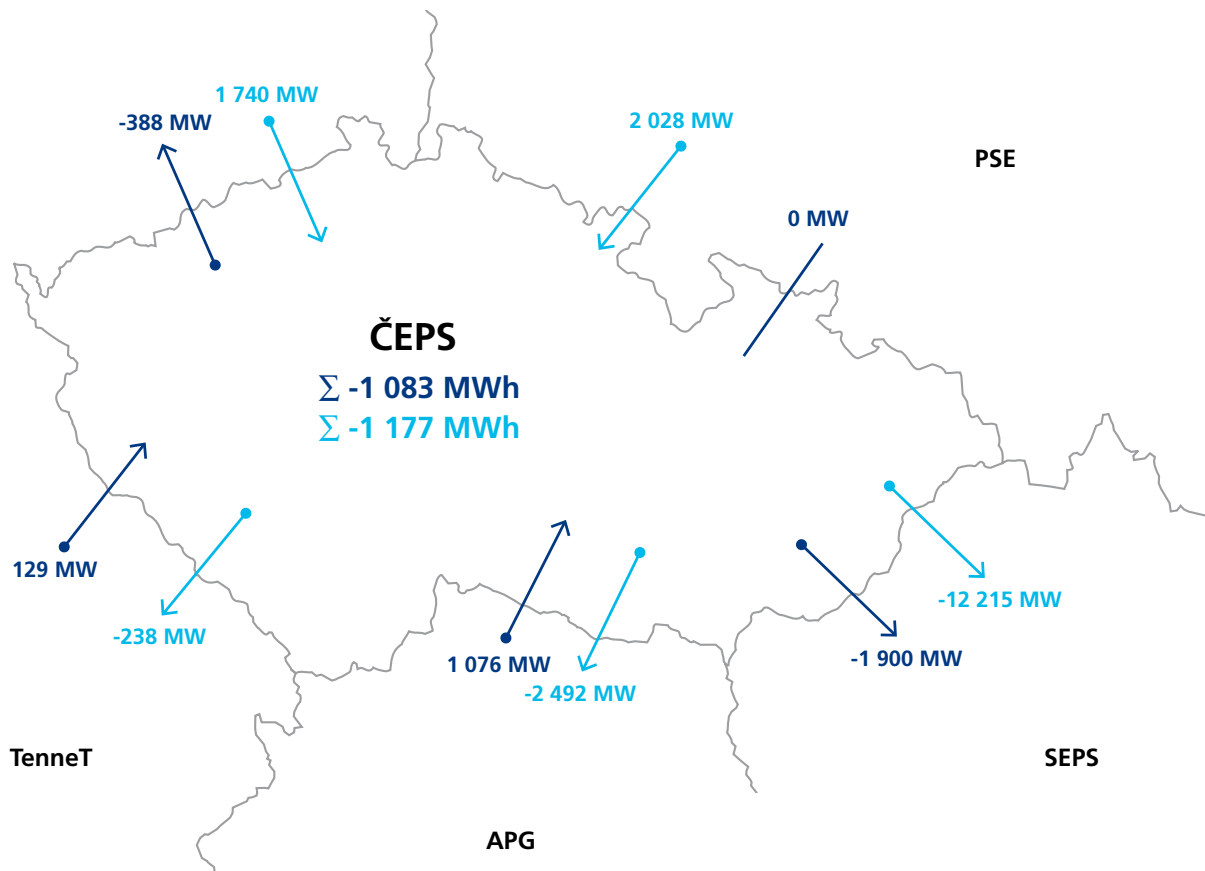 1 740 MW
-388 MW
2 028 MW
PSE
0 MW
ČEPS
∑ -1 083 MWh
∑ -1 177 MWh
129 MW
-238 MW
-12 215 MW
1 076 MW
-1 900 MW
-2 492 MW
TenneT
SEPS
APG